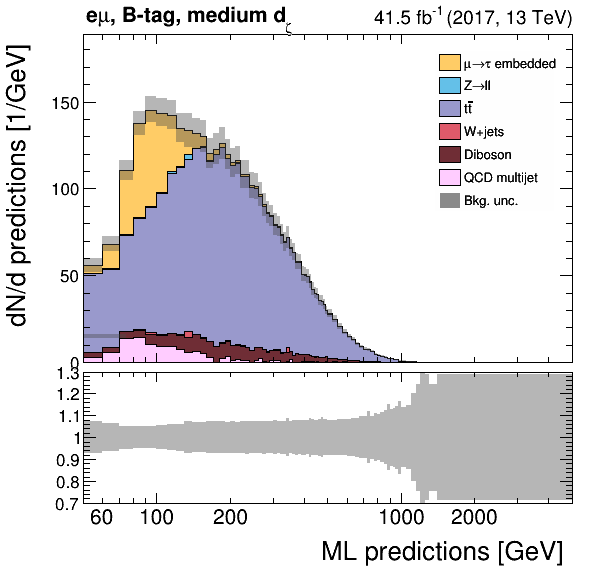 eμ, B-tag, medium dζ
41.5 fb⁻¹ (2017, 13 TeV)
dN/d predictions [1/GeV]
150
100
50
0
μ→τ embedded
Z→ll
tt̄
W+jets
Diboson
QCD multijet
Bkg. unc.
1.3
1.2
1.1
1
0.9
0.8
0.7
60 100 200 1000 2000
ML predictions [GeV]